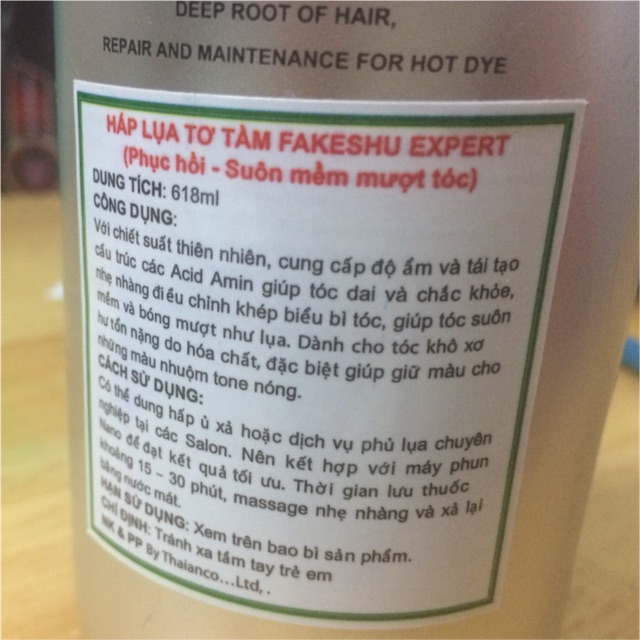 DEEP ROOT OF HAIR,
REPAIR AND MAINTENANCE FOR HOT DYE
HÁP LỤA TƠ TÀM FAKESHU EXPERT
(Phục hồi - Suôn mềm mượt tóc)
DUNG TÍCH: 618ml
CÔNG DỤNG:
Với chiết suất thiên nhiên, cung cấp độ ẩm và tái tạo
cấu trúc các Acid Amin giúp tóc dai và chắc khỏe,
nhẹ nhàng điều chỉnh khép biểu bì tóc, giúp tóc suôn
mềm và bóng mượt như lụa. Dành cho tóc khô xơ
hư tổn nặng do hóa chất, đặc biệt giúp giữ màu cho
những màu nhuộm tone nóng.
CÁCH SỬ DỤNG:
Có thể dung hấp ủ xả hoặc dịch vụ phủ lụa chuyên
nghiệp tại các Salon. Nên kết hợp với máy phun
Nano để đạt kết quả tối ưu. Thời gian lưu thuốc
khoảng 15 – 30 phút, massage nhẹ nhàng và xả lại
bằng nước mát.
HẠN SỬ DỤNG: Xem trên bao bì sản phẩm.
CHỈ ĐỊNH: Tránh xa tầm tay trẻ em
NK & PP By Thaianco...Ltd, .